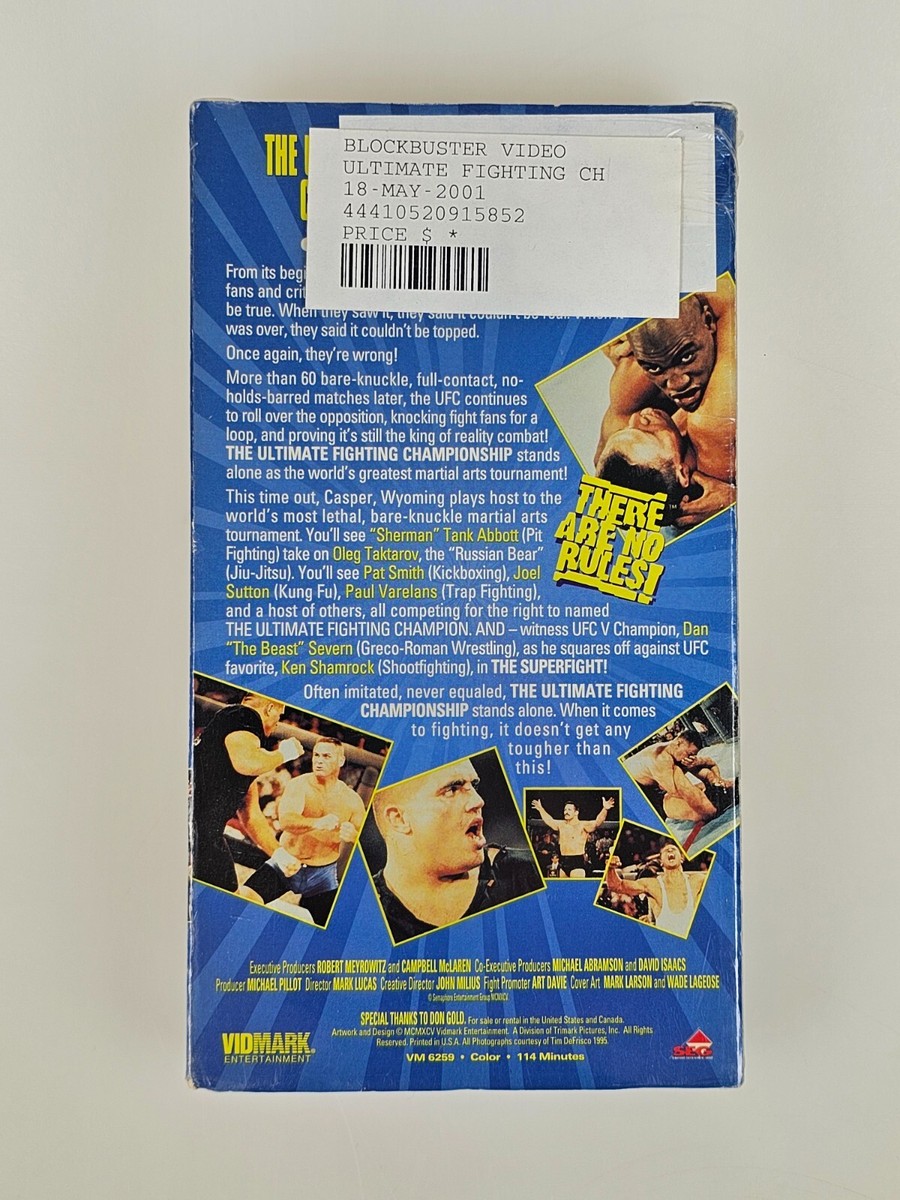 THE
BLOCKBUSTER VIDEO
ULTIMATE FIGHTING CH
18-MAY-2001
44410520915852
PRICE $ *
From its begi
fans and crit
be true. When they saw it, they said it couldn't be
was over, they said it couldn't be topped.
Once again, they're wrong!
More than 60 bare-knuckle, full-contact, no-
holds-barred matches later, the UFC continues
to roll over the opposition, knocking fight fans for a
loop, and proving it's still the king of reality combat!
THE ULTIMATE FIGHTING CHAMPIONSHIP stands
alone as the world's greatest martial arts tournament!
This time out, Casper, Wyoming plays host to the
world's most lethal, bare-knuckle martial arts
tournament. You'll see "Sherman" Tank Abbott (Pit
Fighting) take on Oleg Taktarov, the "Russian Bear"
(Jiu-Jitsu). You'll see Pat Smith (Kickboxing), Joel
Sutton (Kung Fu), Paul Varelans (Trap Fighting),
and a host of others, all competing for the right to named
THE ULTIMATE FIGHTING CHAMPION. AND – witness UFC V Champion, Dan
"The Beast" Severn (Greco-Roman Wrestling), as he squares off against UFC
favorite, Ken Shamrock (Shootfighting), in THE SUPERFIGHT!
THERE
ARE NO
RULES!
TM
Often imitated, never equaled, THE ULTIMATE FIGHTING
CHAMPIONSHIP stands alone. When it comes
to fighting, it doesn't get any
tougher than
this!
Executive Producers ROBERT MEYROWITZ and CAMPBELL McLAREN Co-Executive Producers MICHAEL ABRAMSON and DAVID ISAACS
Producer MICHAEL PILLOT Director MARK LUCAS Creative Director JOHN MILIUS Fight Promoter ART DAVIE Cover Art MARK LARSON and WADE LAGEOSE
© Semaphore Entertainment Group MCMXCV
SPECIAL THANKS TO DON GOLD. For sale or rental in the United States and Canada.
Artwork and Design © MCMXCV Vidmark Entertainment. A Division of Trimark Pictures, Inc. All Rights
Reserved. Printed in U.S.A. All Photographs courtesy of Tim DeFrisco 1995.
VM 6259 • Color • 114 Minutes
VIDMARK®
ENTERTAINMENT
SEG